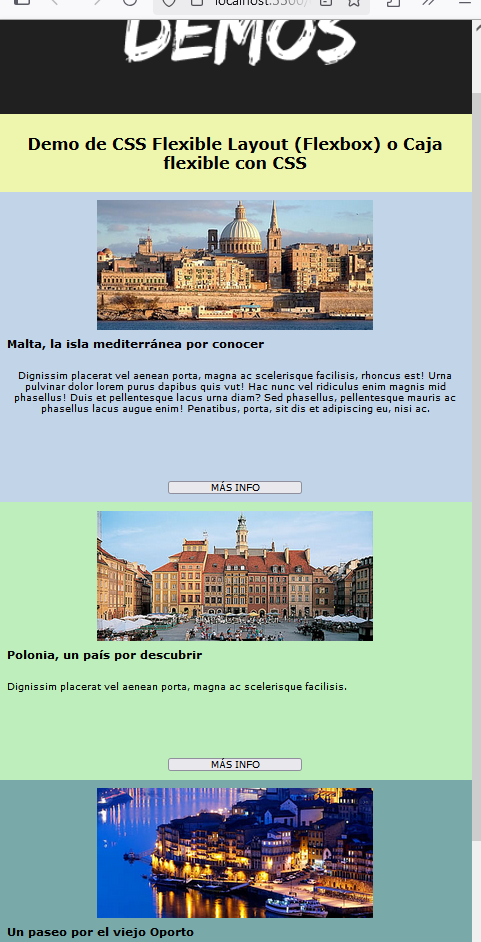 localhost:5500/
DEMOS
Demo de CSS Flexible Layout (Flexbox) o Caja
flexible con CSS
Malta, la isla mediterránea por conocer
Dignissim placerat vel aenean porta, magna ac scelerisque facilisis, rhoncus est! Urna
pulvinar dolor lorem purus dapibus quis vut! Hac nunc vel ridiculus enim magnis mid
phasellus! Duis et pellentesque lacus urna diam? Sed phasellus, pellentesque mauris ac
phasellus lacus augue enim! Penatibus, porta, sit dis et adipiscing eu, nisi ac.
MÁS INFO
Polonia, un país por descubrir
Dignissim placerat vel aenean porta, magna ac scelerisque facilisis.
MÁS INFO
Un paseo por el viejo Oporto